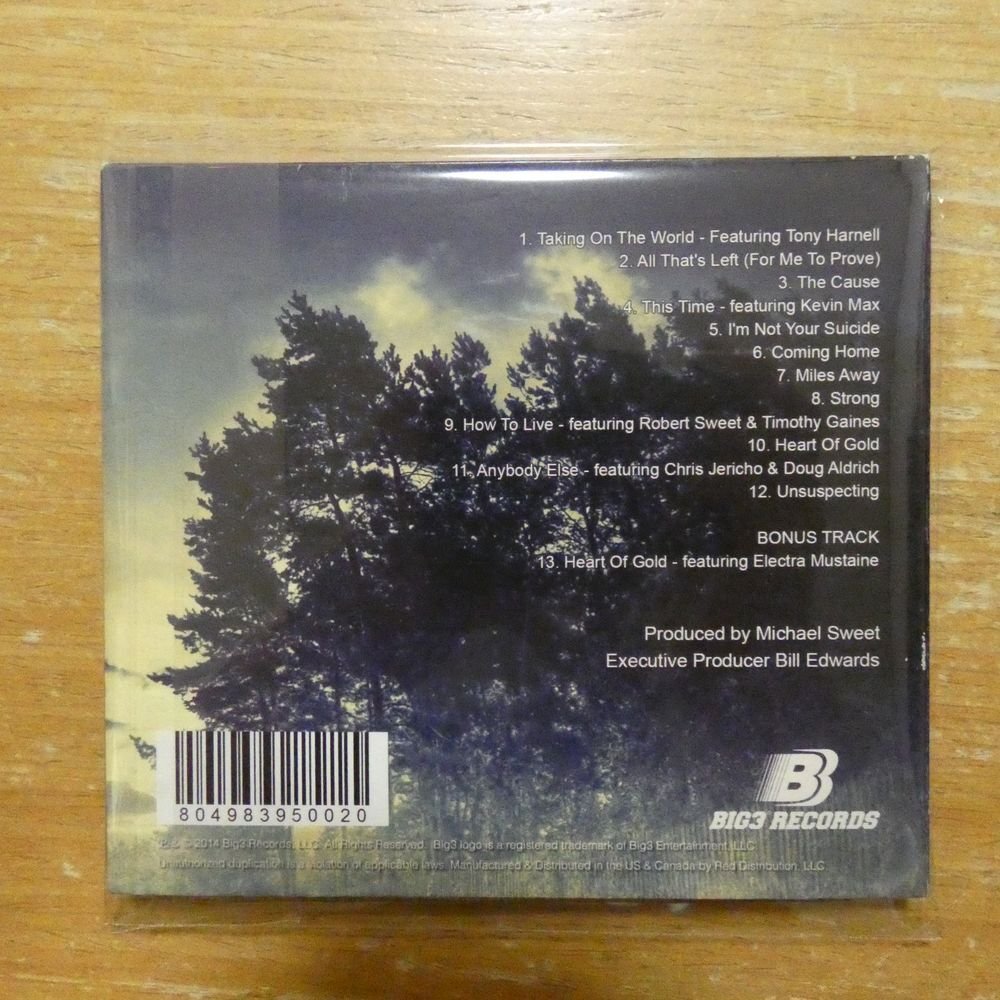 1. Taking On The World - Featuring Tony Harnell
2. All That's Left (For Me To Prove)
3. The Cause
4. This Time - featuring Kevin Max
5. I'm Not Your Suicide
6. Coming Home
7. Miles Away
8. Strong
9. How To Live - featuring Robert Sweet & Timothy Gaines
10. Heart Of Gold
11. Anybody Else - featuring Chris Jericho & Doug Aldrich
12. Unsuspecting
BONUS TRACK
13. Heart Of Gold - featuring Electra Mustaine
Produced by Michael Sweet
Executive Producer Bill Edwards
B
BIG3 RECORDS
804983950020
© 2014 Big3 Records, LLC. All Rights Reserved. Big3 logo is a registered trademark of Big3 Entertainment, LLC
Unauthorized duplication is a violation of applicable laws. Manufactured & Distributed in the US & Canada by Red Distribution, LLC